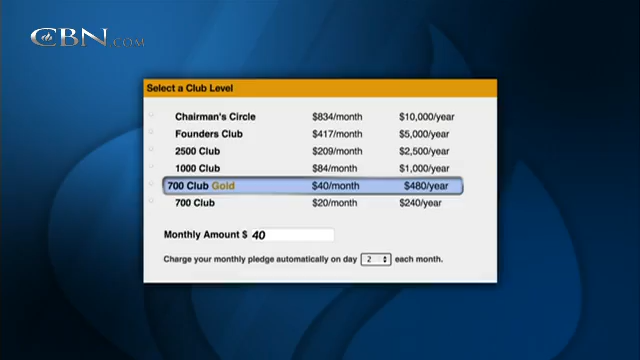 CBN.COM
Select a Club Level
Chairman's Circle $834/month $10,000/year
Founders Club $417/month $5,000/year
2500 Club $209/month $2,500/year
1000 Club $84/month $1,000/year
700 Club Gold $40/month $480/year
700 Club $20/month $240/year
Monthly Amount $ 40
Charge your monthly pledge automatically on day 2 each month.